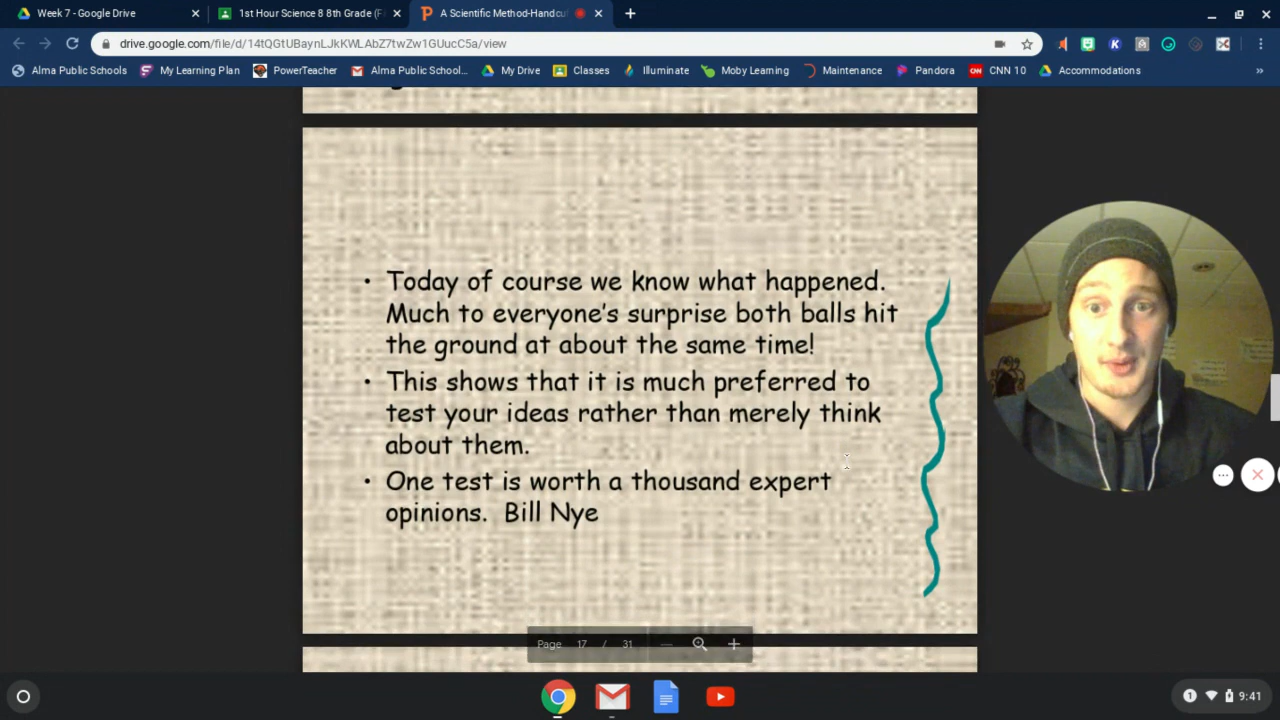 Week 7 - Google Drive
1st Hour Science 8 8th Grade (F
A Scientific Method-Handcu
drive.google.com/file/d/14tQGtUBaynLJkKWLAbZ7twZw1GUucC5a/view
Alma Public Schools
My Learning Plan
PowerTeacher
Alma Public School...
My Drive
Classes
Illuminate
Moby Learning
Maintenance
Pandora
CNN 10
Accommodations
• Today of course we know what happened.
Much to everyone's surprise both balls hit
the ground at about the same time!
• This shows that it is much preferred to
test your ideas rather than merely think
about them.
• One test is worth a thousand expert
opinions. Bill Nye
Page 17 / 31
1
9:41